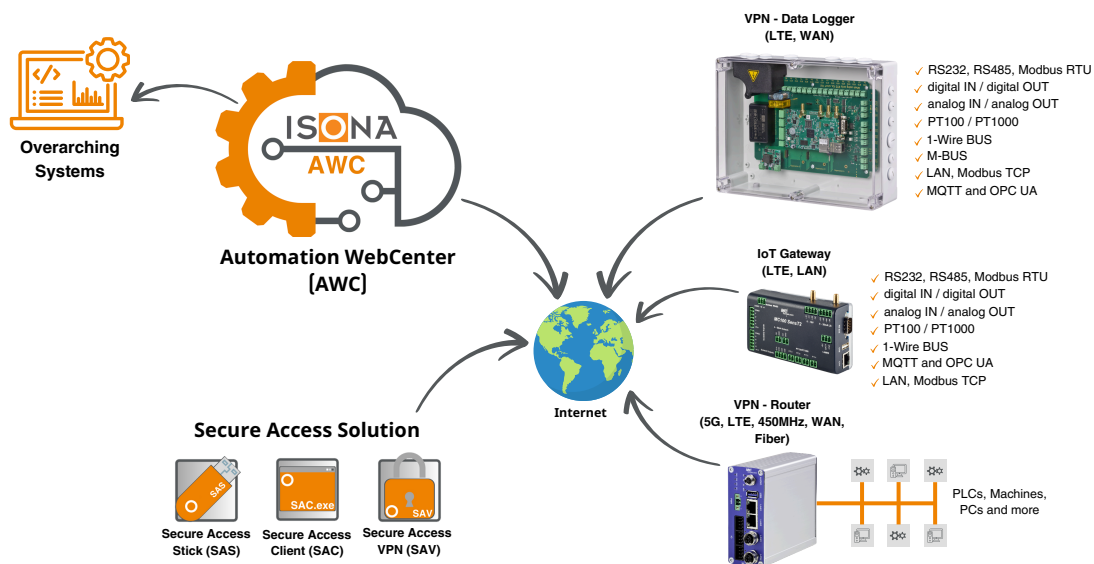 VPN - Data Logger
(LTE, WAN)
✓ RS232, RS485, Modbus RTU
✓ digital IN / digital OUT
✓ analog IN / analog OUT
✓ PT100 / PT1000
✓ 1-Wire BUS
✓ M-BUS
✓ LAN, Modbus TCP
✓ MQTT and OPC UA
Overarching
Systems
ISONA
AWC
Automation WebCenter
(AWC)
IoT Gateway
(LTE, LAN)
✓ RS232, RS485, Modbus RTU
✓ digital IN / digital OUT
✓ analog IN / analog OUT
✓ PT100 / PT1000
✓ 1-Wire BUS
✓ MQTT and OPC UA
✓ LAN, Modbus TCP
Internet
VPN - Router
(5G, LTE, 450MHz, WAN,
Fiber)
PLCs, Machines,
PCs and more
Secure Access Solution
SAS
SAC.exe
SAV
Secure Access
Stick (SAS)
Secure Access
Client (SAC)
Secure Access
VPN (SAV)